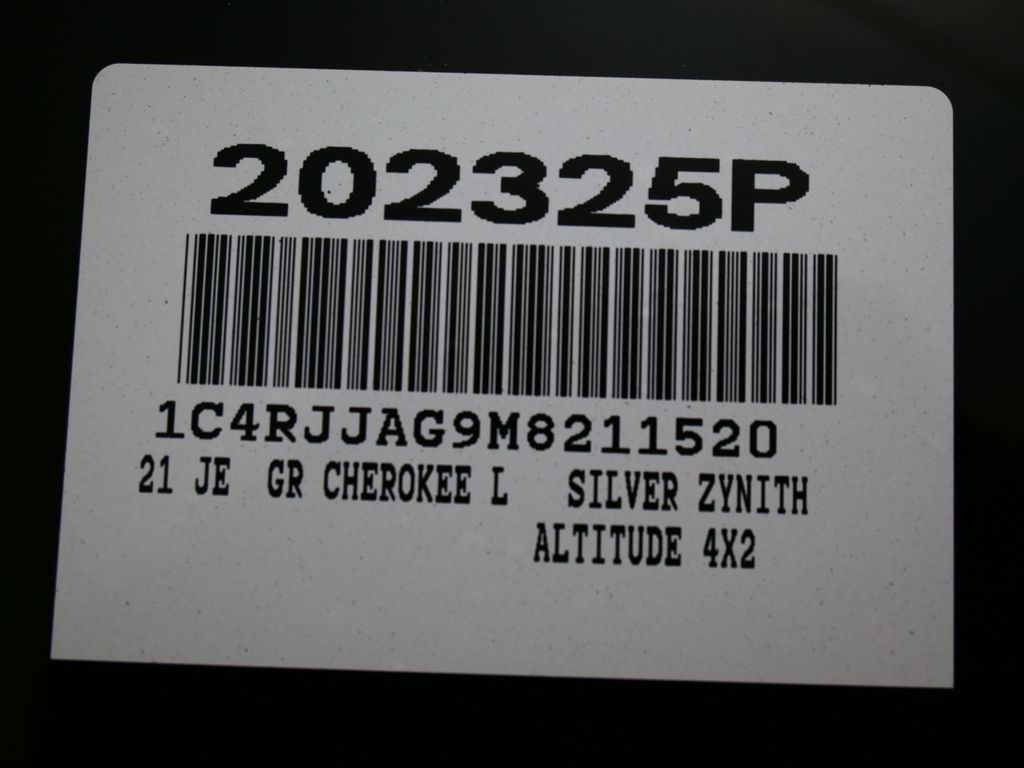 202325P
1C4RJJAG9M8211520
21 JE GR CHEROKEE L SILVER ZYNITH
ALTITUDE 4X2